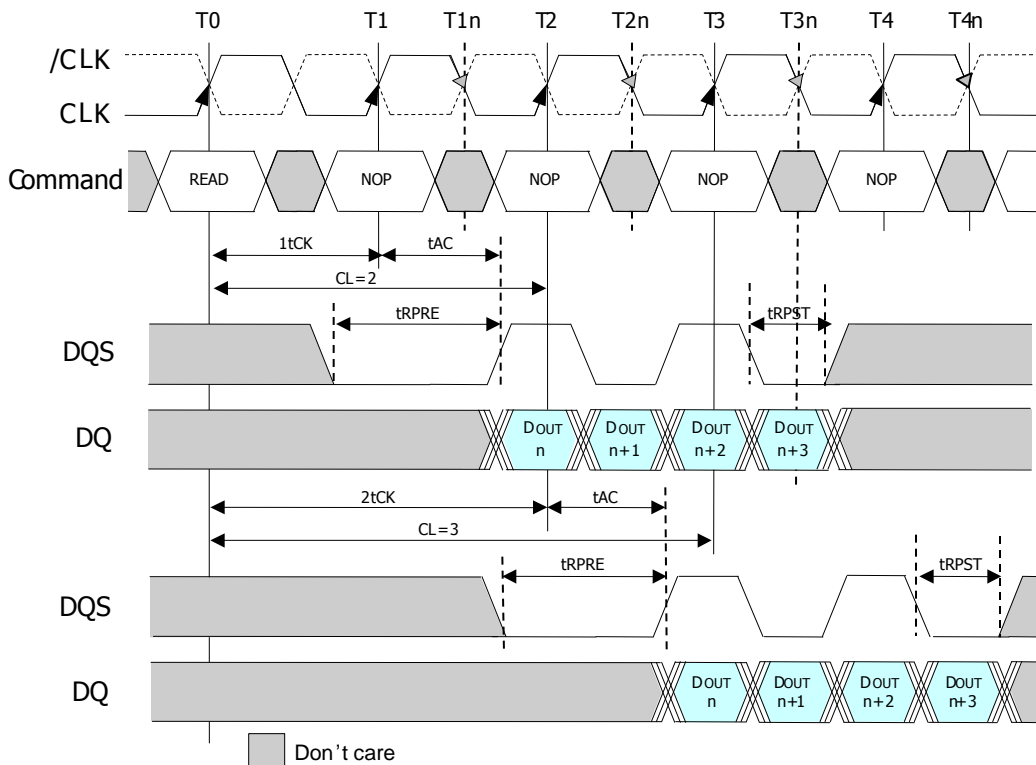 T0 T1 T1n T2 T2n T3 T3n T4 T4n
/CLK
CLK
Command READ NOP NOP NOP NOP
1tCK tAC
CL=2
tRPRE tRPST
DQS
DQ
DOUT n DOUT n+1 DOUT n+2 DOUT n+3
2tCK tAC
CL=3
tRPRE tRPST
DQS
DQ
DOUT n DOUT n+1 DOUT n+2 DOUT n+3
Don't care